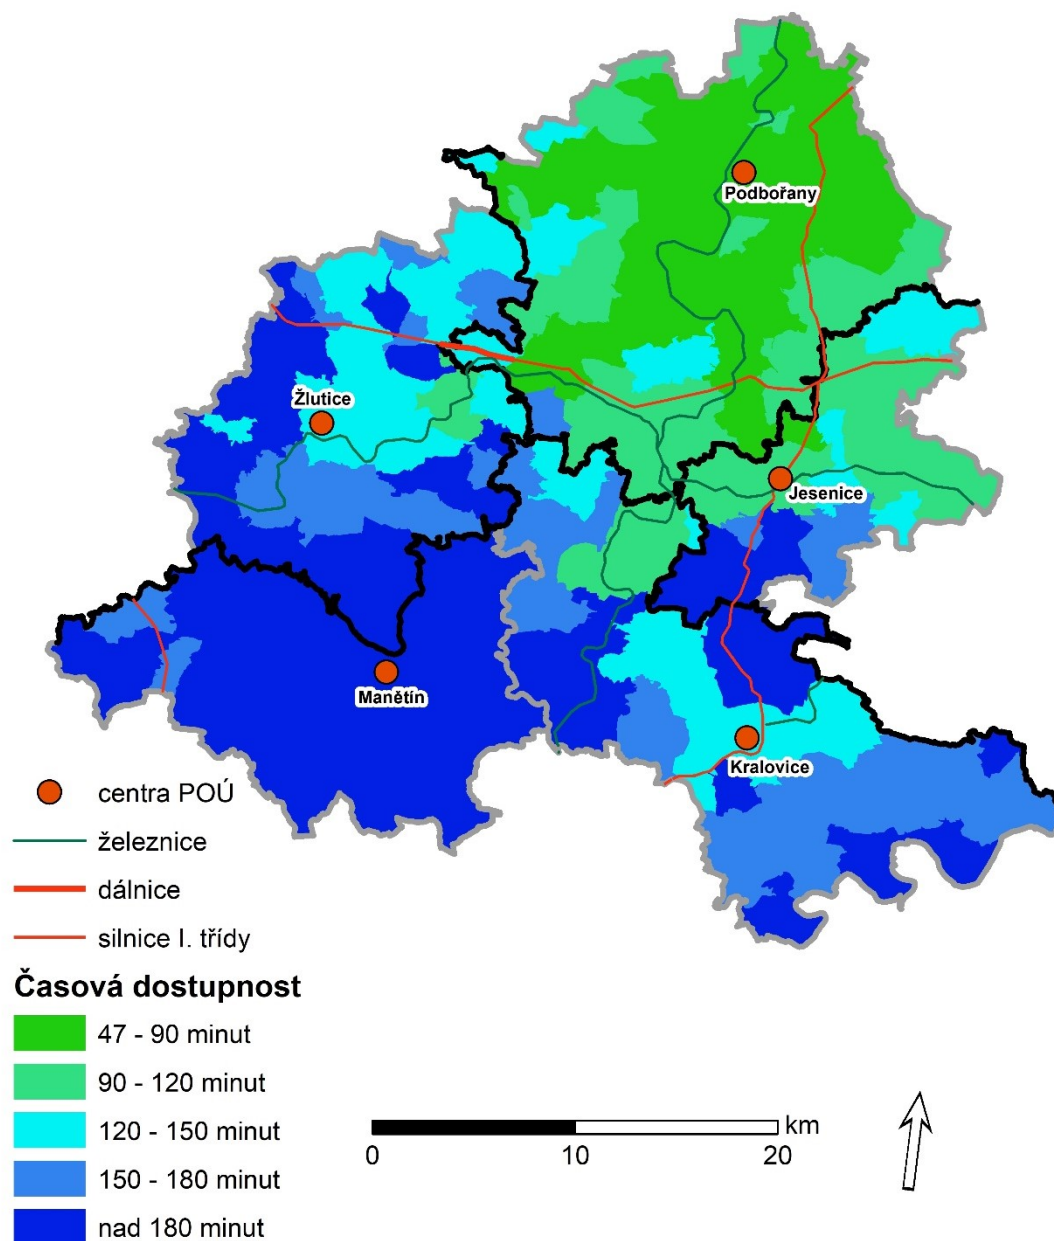 Podbořany
Žlutice
Jesenice
Manětín
Kralovice
centra POÚ
železnice
dálnice
silnice I. třídy
Časová dostupnost
47 - 90 minut
90 - 120 minut
120 - 150 minut
150 - 180 minut
nad 180 minut
km
0 10 20